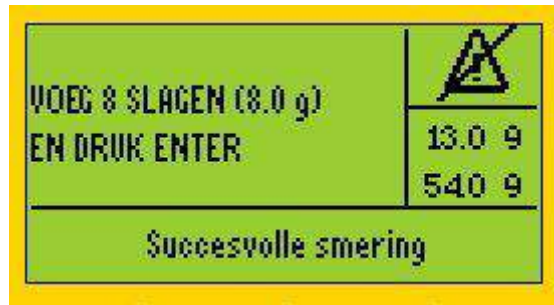 VOEG 8 SLAGEN (8.0 g)
EN DRUK ENTER
13.0 g
540 g
Succesvolle smering